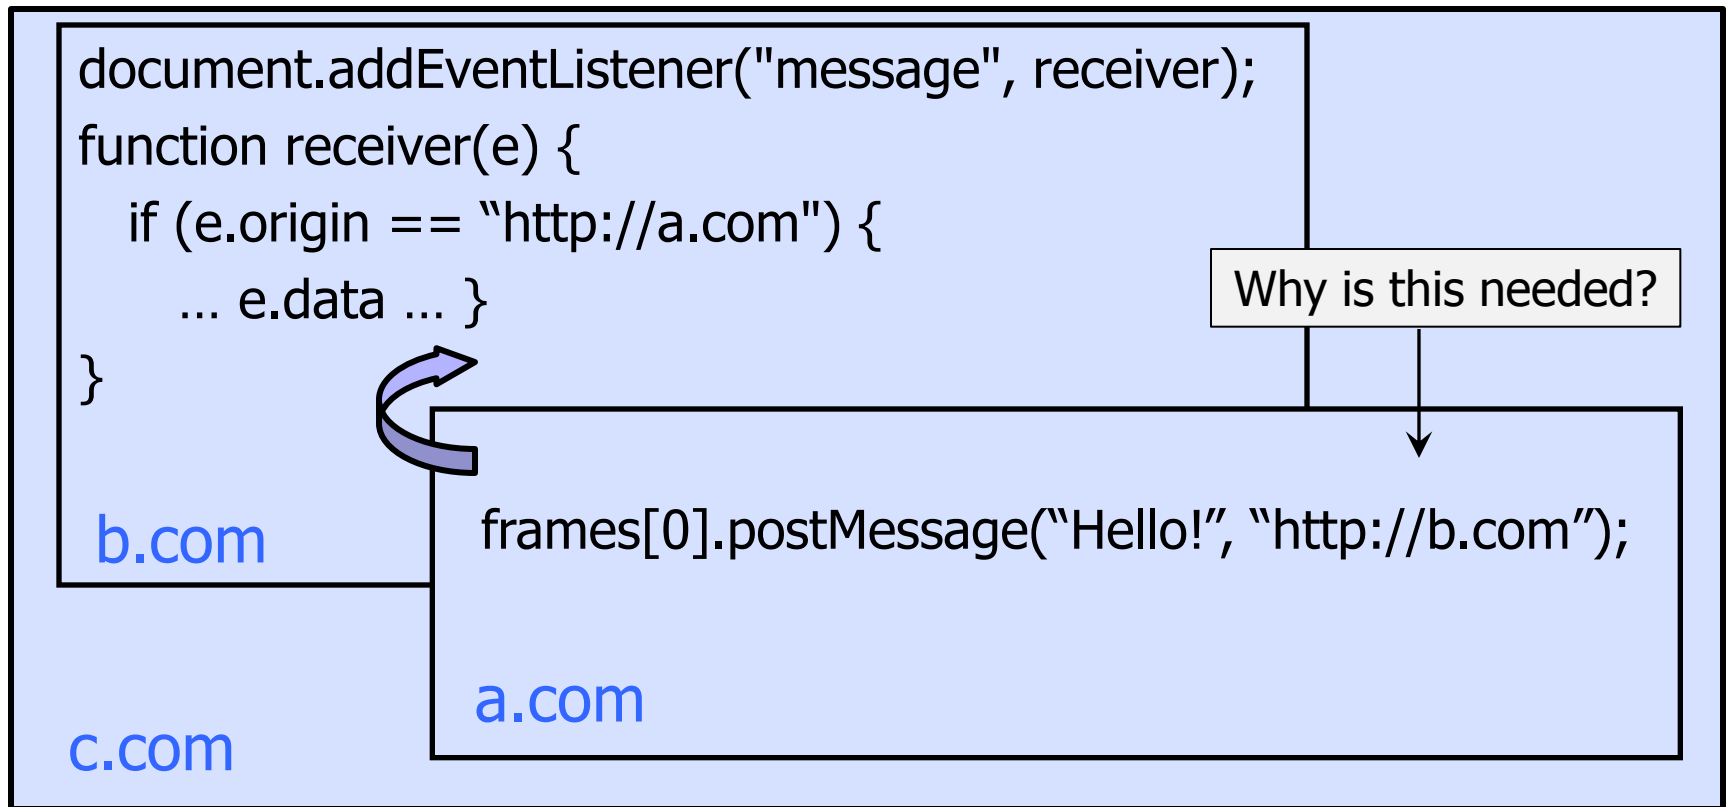 document.addEventListener("message", receiver);
function receiver(e) {
if (e.origin == “http://a.com") {
… e.data … }
}
Why is this needed?
b.com
frames[0].postMessage(“Hello!”, “http://b.com”);
a.com
c.com